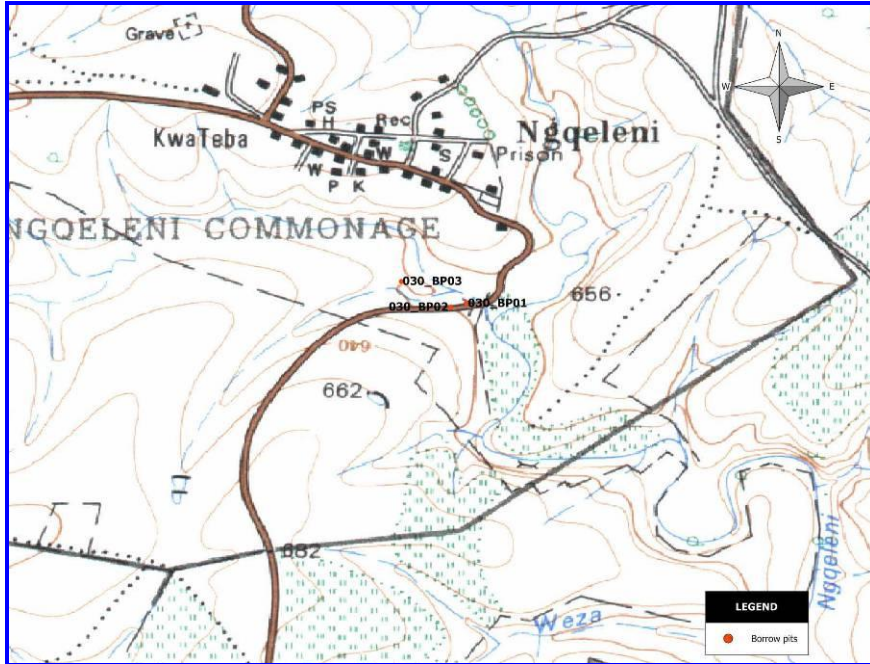 N
W
E
S
Grave
PS
H
Rec
KwaTeba
Ngqeleni
W
S
Prison
W
P
K
NGQELENI COMMONAGE
030_BP03
030_BP02
030_BP01
656
640
662
682
Weza
Ngqeleni
LEGEND
Borrow pits